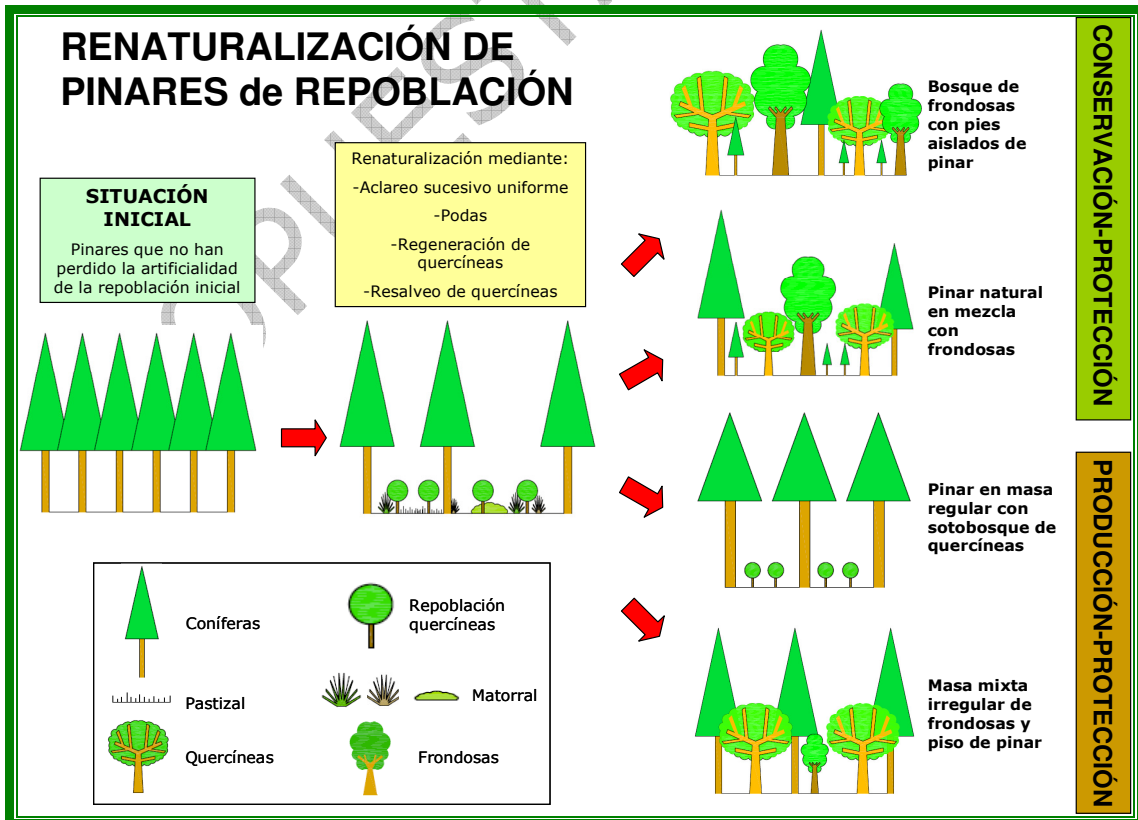 RENATURALIZACIÓN DE
PINARES de REPOBLACIÓN
SITUACIÓN
INICIAL
Pinares que no han
perdido la artificialidad
de la repoblación inicial
Renaturalización mediante:
-Aclareo sucesivo uniforme
-Podas
-Regeneración de
quercíneas
-Resalveo de quercíneas
Bosque de
frondosas
con pies
aislados de
pinar
Pinar natural
en mezcla
con
frondosas
Pinar en masa
regular con
sotobosque de
quercíneas
Masa mixta
irregular de
frondosas y
piso de pinar
CONSERVACIÓN-PROTECCIÓN
PRODUCCIÓN-PROTECCIÓN
Coníferas
Repoblación
quercíneas
Pastizal
Matorral
Quercíneas
Frondosas